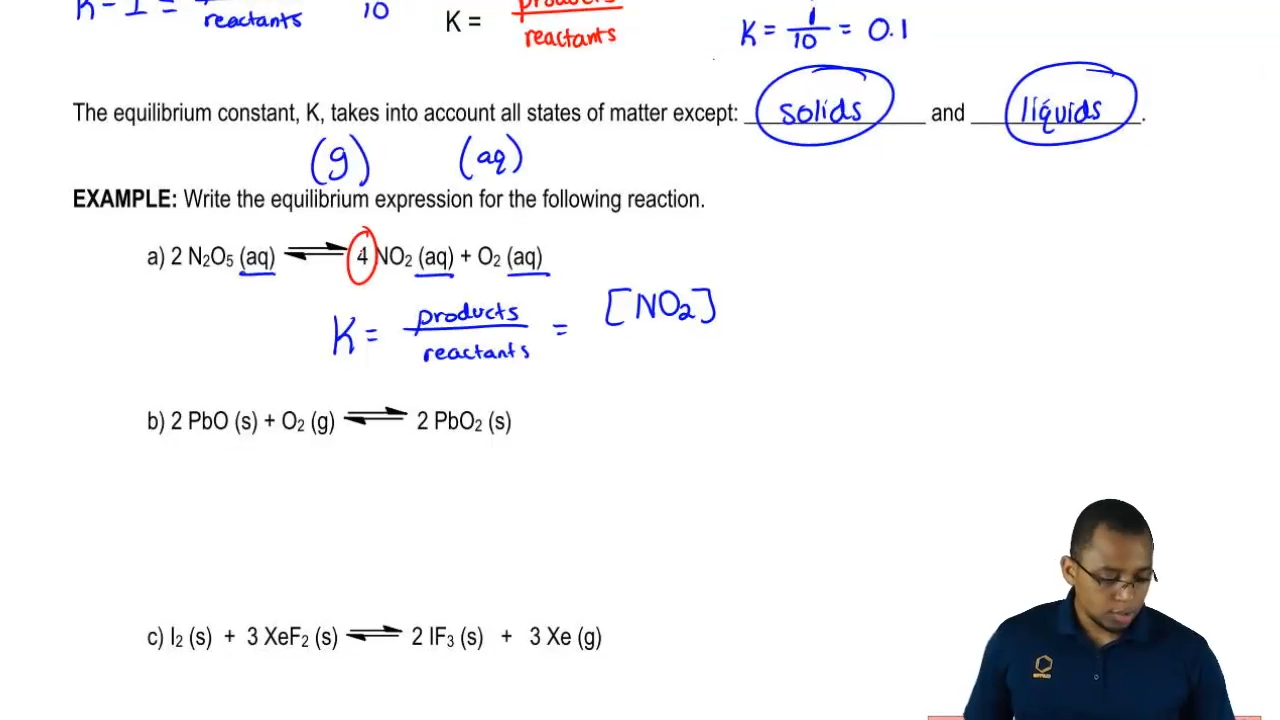 K - 1 =
reactants
10
K =
products
reactants
K = 1/10 = 0.1
The equilibrium constant, K, takes into account all states of matter except: solids and liquids.
(g) (aq)
EXAMPLE: Write the equilibrium expression for the following reaction.
a) 2 N₂O₅ (aq) ⇌ 4 NO₂ (aq) + O₂ (aq)
K = products/reactants = [NO₂]
b) 2 PbO (s) + O₂ (g) ⇌ 2 PbO₂ (s)
c) I₂ (s) + 3 XeF₂ (s) ⇌ 2 IF₃ (s) + 3 Xe (g)